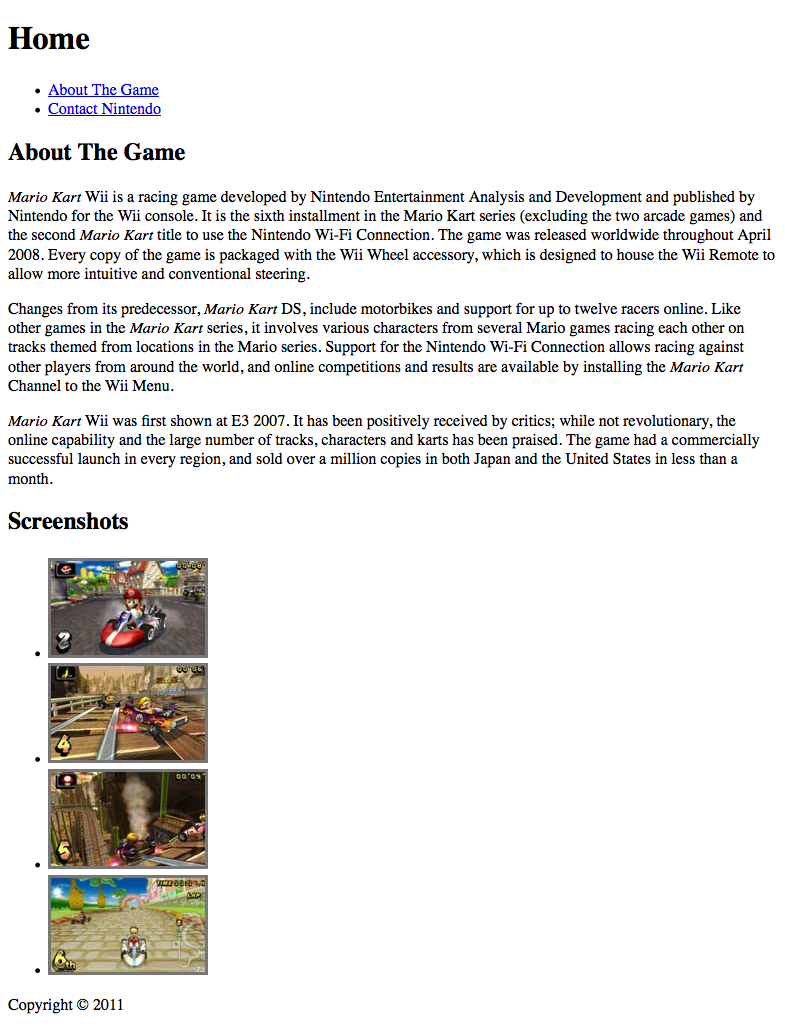 Home
About The Game
Contact Nintendo
About The Game
Mario Kart Wii is a racing game developed by Nintendo Entertainment Analysis and Development and published by
Nintendo for the Wii console. It is the sixth installment in the Mario Kart series (excluding the two arcade games) and
the second Mario Kart title to use the Nintendo Wi-Fi Connection. The game was released worldwide throughout April
2008. Every copy of the game is packaged with the Wii Wheel accessory, which is designed to house the Wii Remote to
allow more intuitive and conventional steering.
Changes from its predecessor, Mario Kart DS, include motorbikes and support for up to twelve racers online. Like
other games in the Mario Kart series, it involves various characters from several Mario games racing each other on
tracks themed from locations in the Mario series. Support for the Nintendo Wi-Fi Connection allows racing against
other players from around the world, and online competitions and results are available by installing the Mario Kart
Channel to the Wii Menu.
Mario Kart Wii was first shown at E3 2007. It has been positively received by critics; while not revolutionary, the
online capability and the large number of tracks, characters and karts has been praised. The game had a commercially
successful launch in every region, and sold over a million copies in both Japan and the United States in less than a
month.
Screenshots
2
4
5
6th
Copyright © 2011